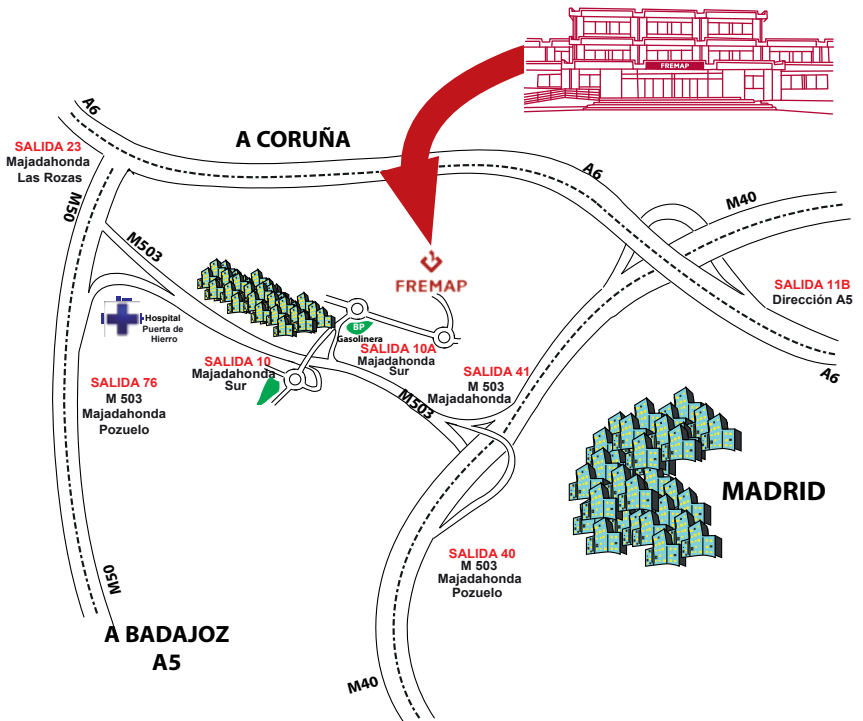 FREMAP
A6
A CORUÑA
SALIDA 23
Majadahonda
Las Rozas
A6
M50
M40
M503
FREMAP
SALIDA 11B
Dirección A5
Hospital
Puerta de
Hierro
BP
Gasolinera
SALIDA 10A
Majadahonda
Sur
SALIDA 10
Majadahonda
Sur
SALIDA 41
M 503
Majadahonda
A6
SALIDA 76
M 503
Majadahonda
Pozuelo
M503
MADRID
SALIDA 40
M 503
Majadahonda
Pozuelo
M50
A BADAJOZ
A5
M40